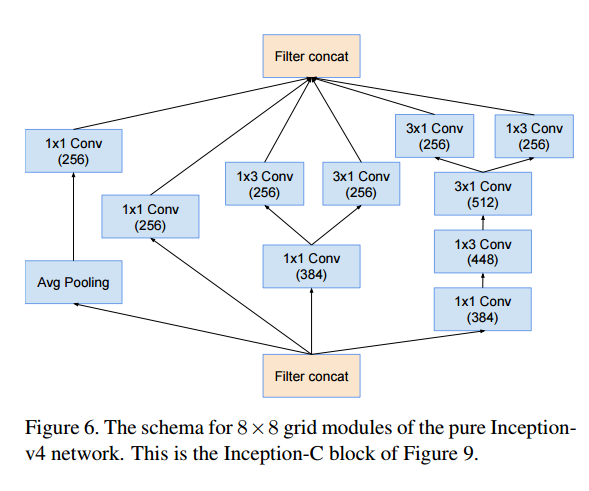 Filter concat
3x1 Conv
(256)
1x3 Conv
(256)
1x1 Conv
(256)
1x3 Conv
(256)
3x1 Conv
(256)
3x1 Conv
(512)
1x1 Conv
(256)
1x3 Conv
(448)
1x1 Conv
(384)
Avg Pooling
1x1 Conv
(384)
Filter concat
Figure 6. The schema for 8×8 grid modules of the pure Inception-
v4 network. This is the Inception-C block of Figure 9.